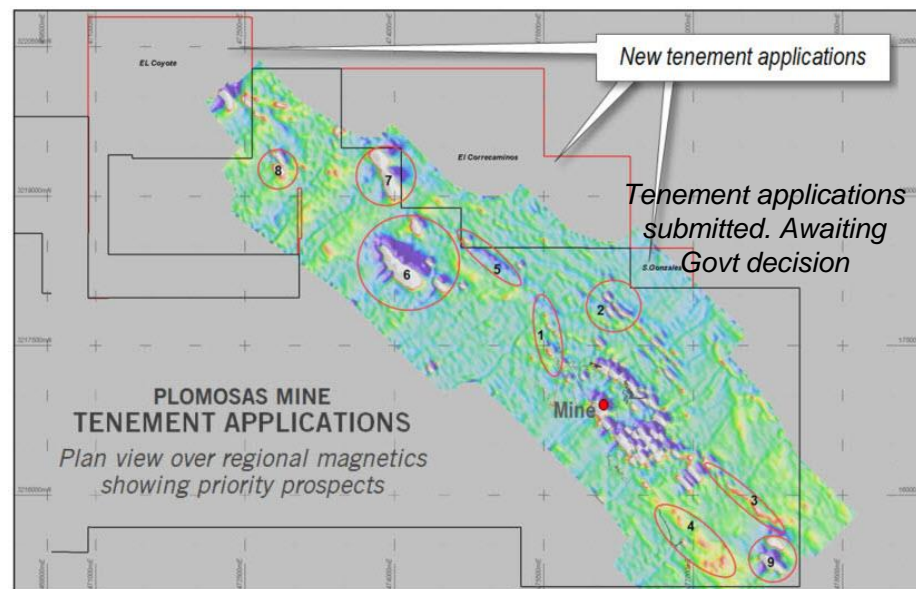 New tenement applications
EL Coyote
El Correcaminos
Tenement applications
submitted. Awaiting
Govt decision
S.Gonzales
8
7
6
5
2
1
Mine
PLOMOSAS MINE
TENEMENT APPLICATIONS
Plan view over regional magnetics
showing priority prospects
3
4
9